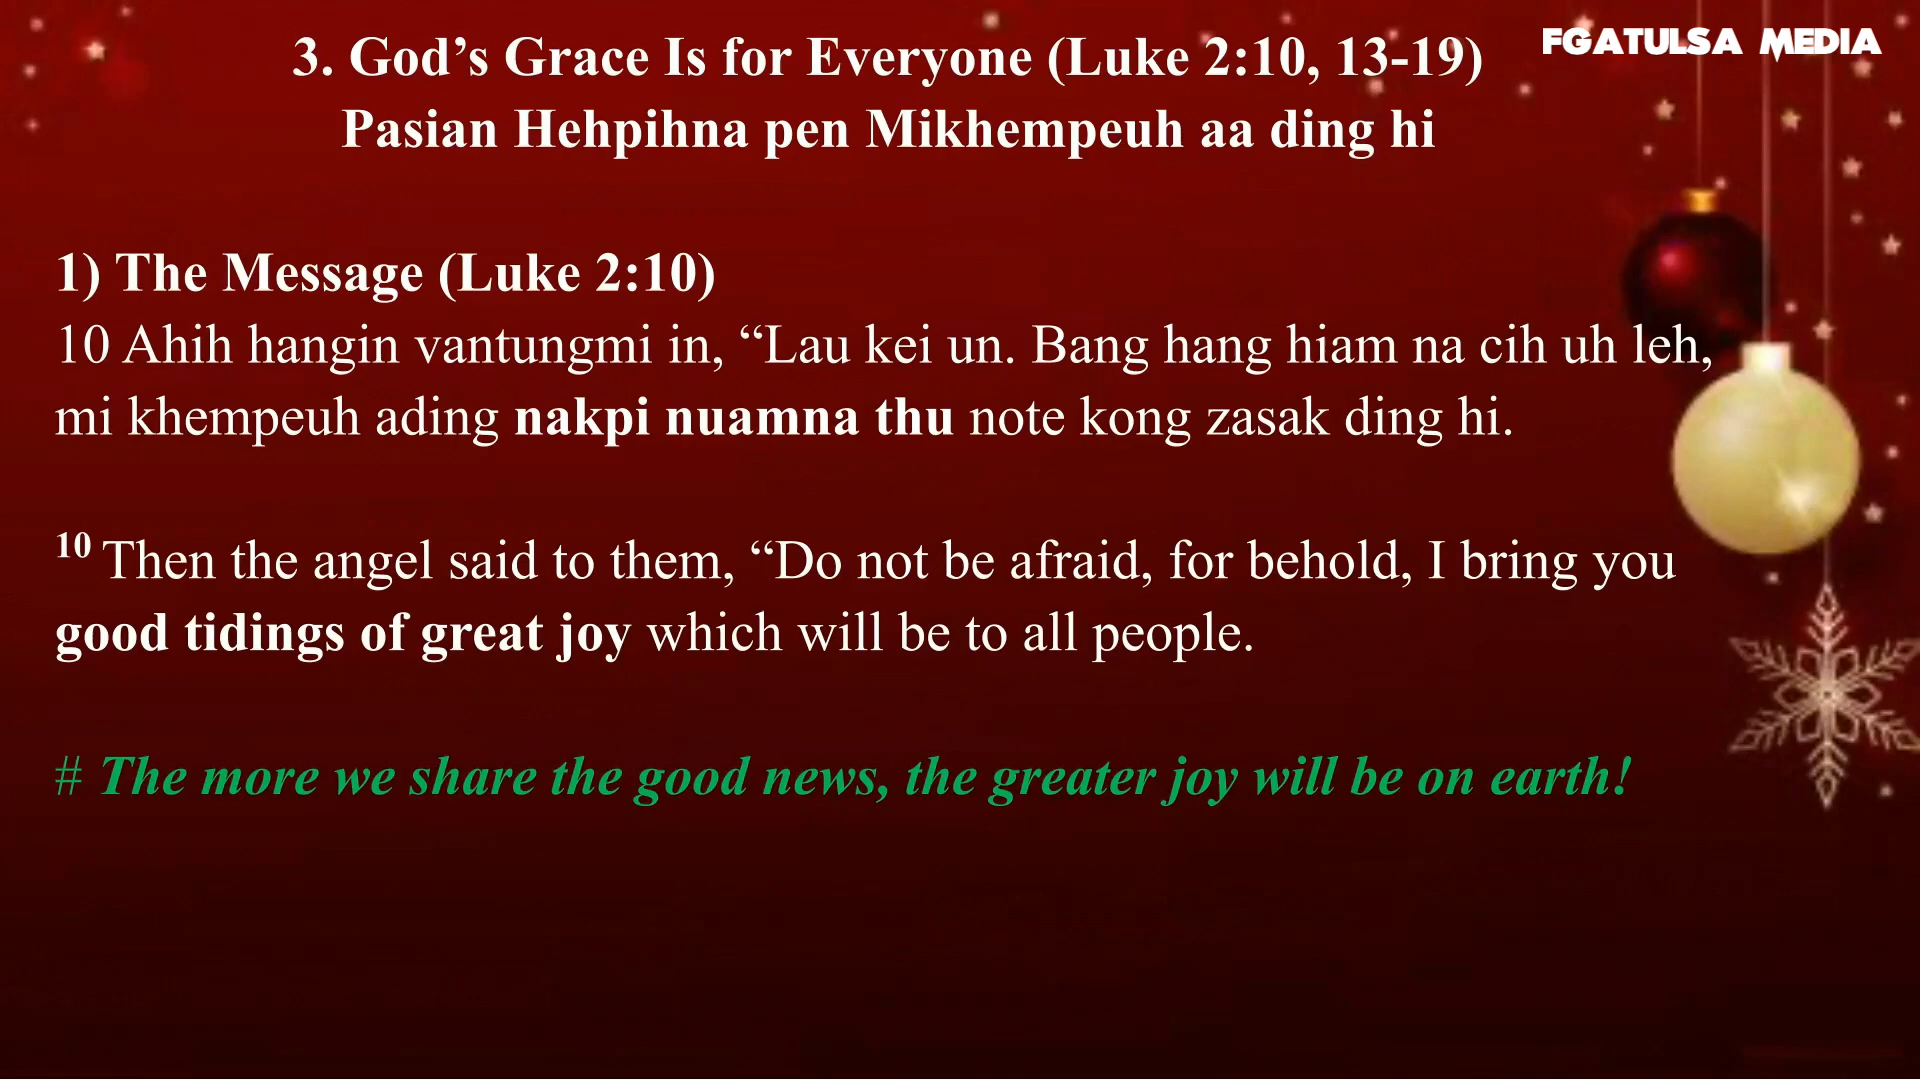 3. God’s Grace Is for Everyone (Luke 2:10, 13-19)
FGATULSA MEDIA
Pasian Hehpihna pen Mikhempeuh aa ding hi
1) The Message (Luke 2:10)
10 Ahih hangin vantungmi in, “Lau kei un. Bang hang hiam na cih uh leh,
mi khempeuh ading nakpi nuamna thu note kong zasak ding hi.
10 Then the angel said to them, “Do not be afraid, for behold, I bring you
good tidings of great joy which will be to all people.
# The more we share the good news, the greater joy will be on earth!